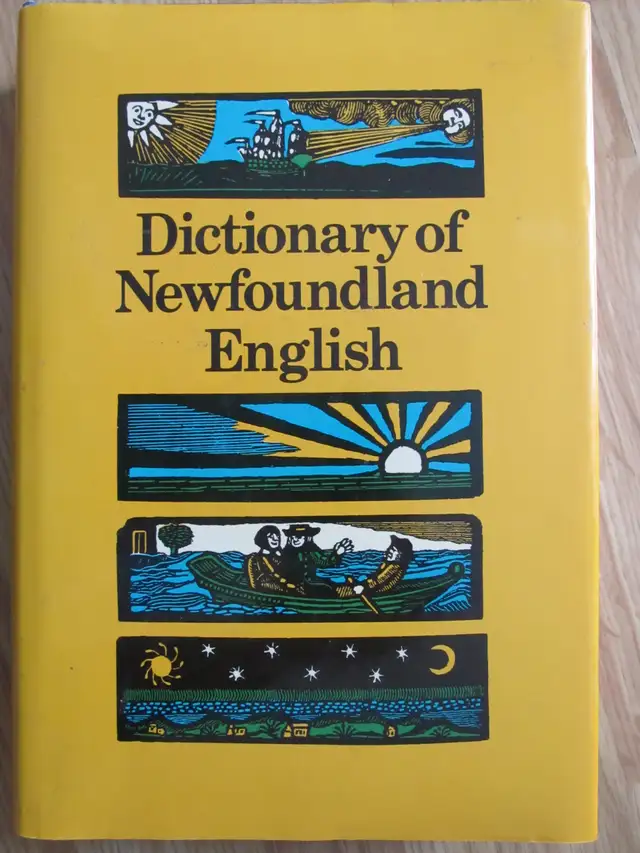 Dictionary of
Newfoundland
English